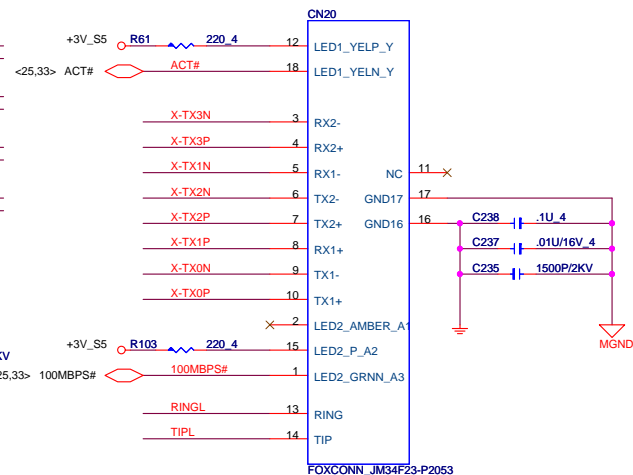 CN20
+3V_S5 R61 220_4 12 LED1_YELP_Y
<25,33> ACT# ACT# 18 LED1_YELN_Y
X-TX3N 3 RX2-
X-TX3P 4 RX2+
X-TX1N 5 RX1- NC 11
X-TX2N 6 TX2- GND17 17
X-TX2P 7 TX2+ GND16 16 C238 .1U_4
X-TX1P 8 RX1+ C237 .01U/16V_4
X-TX0N 9 TX1- C235 1500P/2KV
X-TX0P 10 TX1+
2 LED2_AMBER_A1
MGND
+3V_S5 R103 220_4 15 LED2_P_A2
KV
25,33> 100MBPS# 100MBPS# 1 LED2_GRNN_A3
RINGL 13 RING
TIPL 14 TIP
FOXCONN_JM34F23-P2053